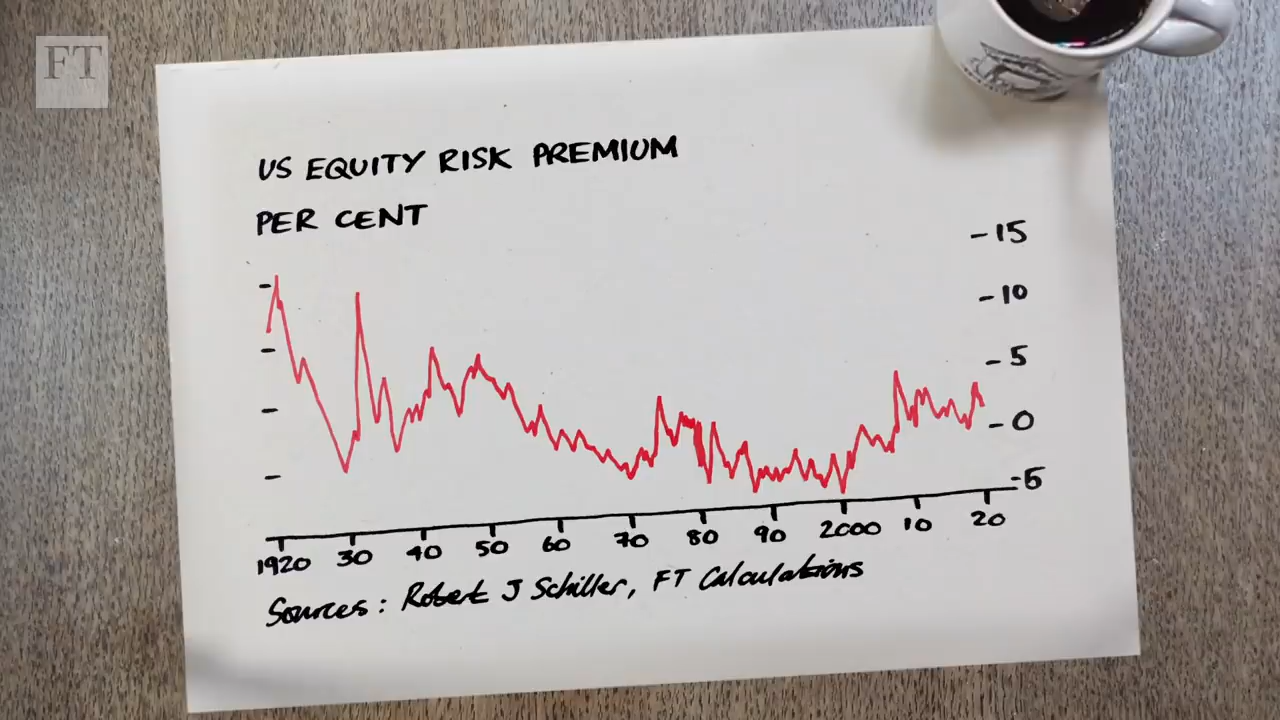 FT
US EQUITY RISK PREMIUM
PER CENT
-15
-10
-5
-0
-5
1920 30 40 50 60 70 80 90 2000 10 20
Sources: Robert J Schiller, FT Calculations